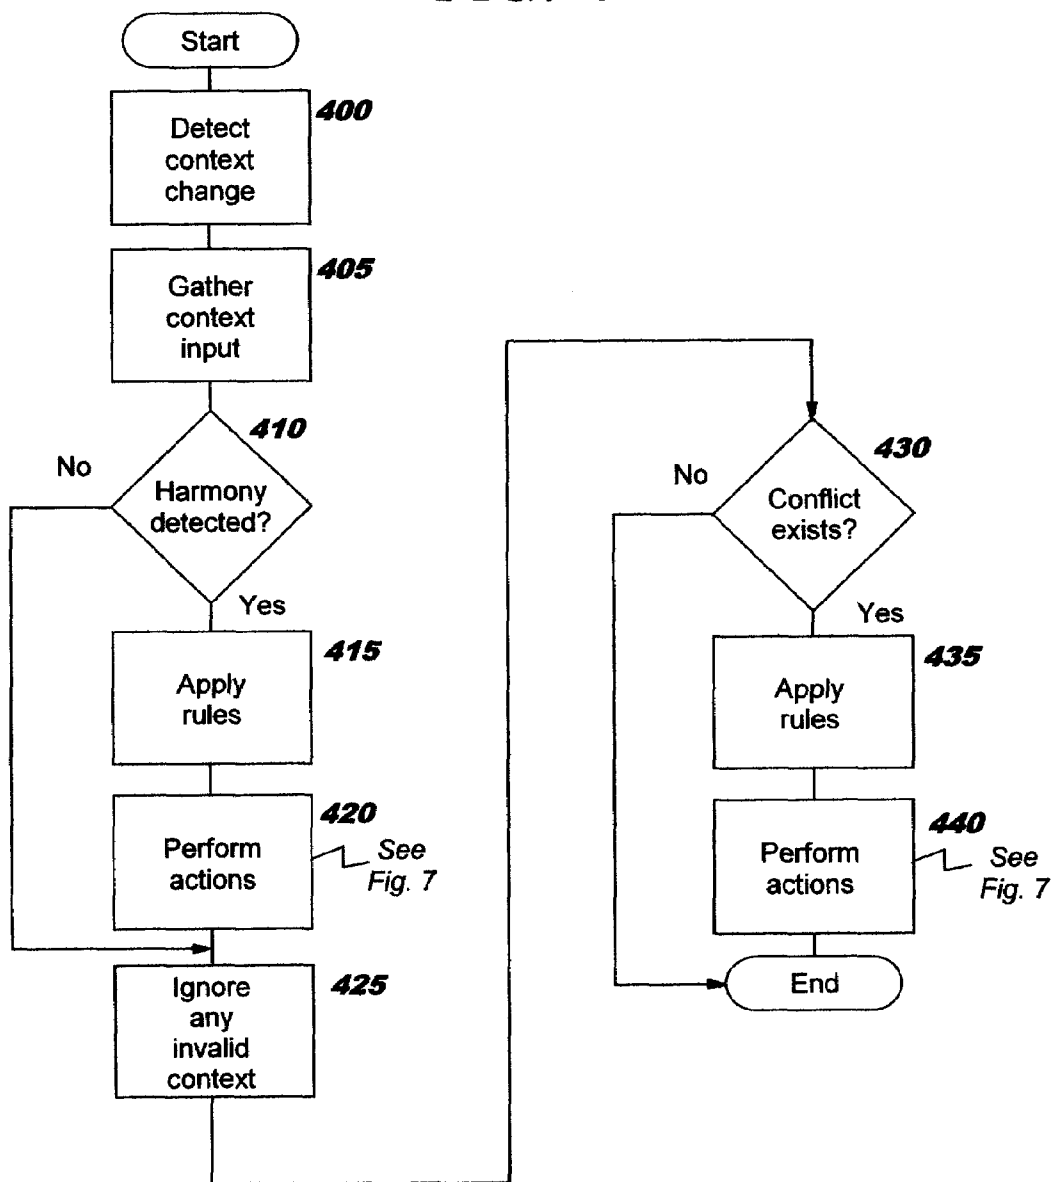 Start
400
Detect
context
change
405
Gather
context
input
410
No
Harmony
detected?
Yes
415
Apply
rules
420
Perform
actions
See
Fig. 7
425
Ignore
any
invalid
context
430
No
Conflict
exists?
Yes
435
Apply
rules
440
Perform
actions
See
Fig. 7
End